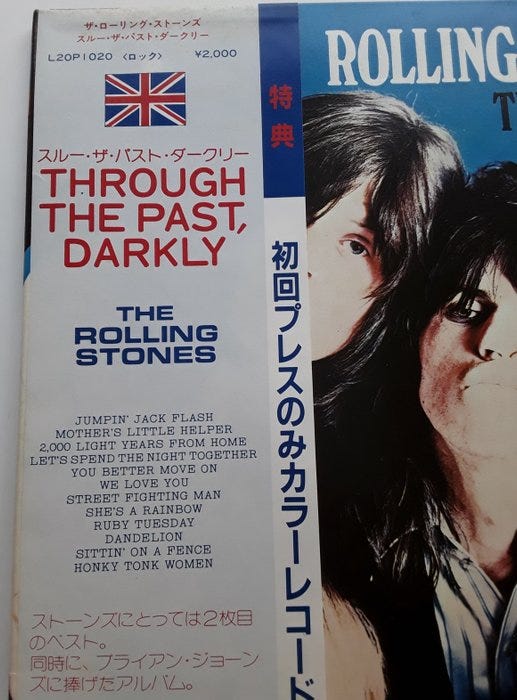 ザ・ローリング・ストーンズ
スルー・ザ・パスト・ダークリー
L20P1020 〈ロック〉 ¥2,000
スルー・ザ・パスト・ダークリー
THROUGH
THE PAST,
DARKLY
THE
ROLLING
STONES
JUMPIN' JACK FLASH
MOTHER'S LITTLE HELPER
2,000 LIGHT YEARS FROM HOME
LET'S SPEND THE NIGHT TOGETHER
YOU BETTER MOVE ON
WE LOVE YOU
STREET FIGHTING MAN
SHE'S A RAINBOW
RUBY TUESDAY
DANDELION
SITTIN' ON A FENCE
HONKY TONK WOMEN
ストーンズにとっては2枚目
のベスト。
同時に、ブライアン・ジョーン
ズに捧げたアルバム。
特典
初回プレスのみカラーレコード
ROLLING
T